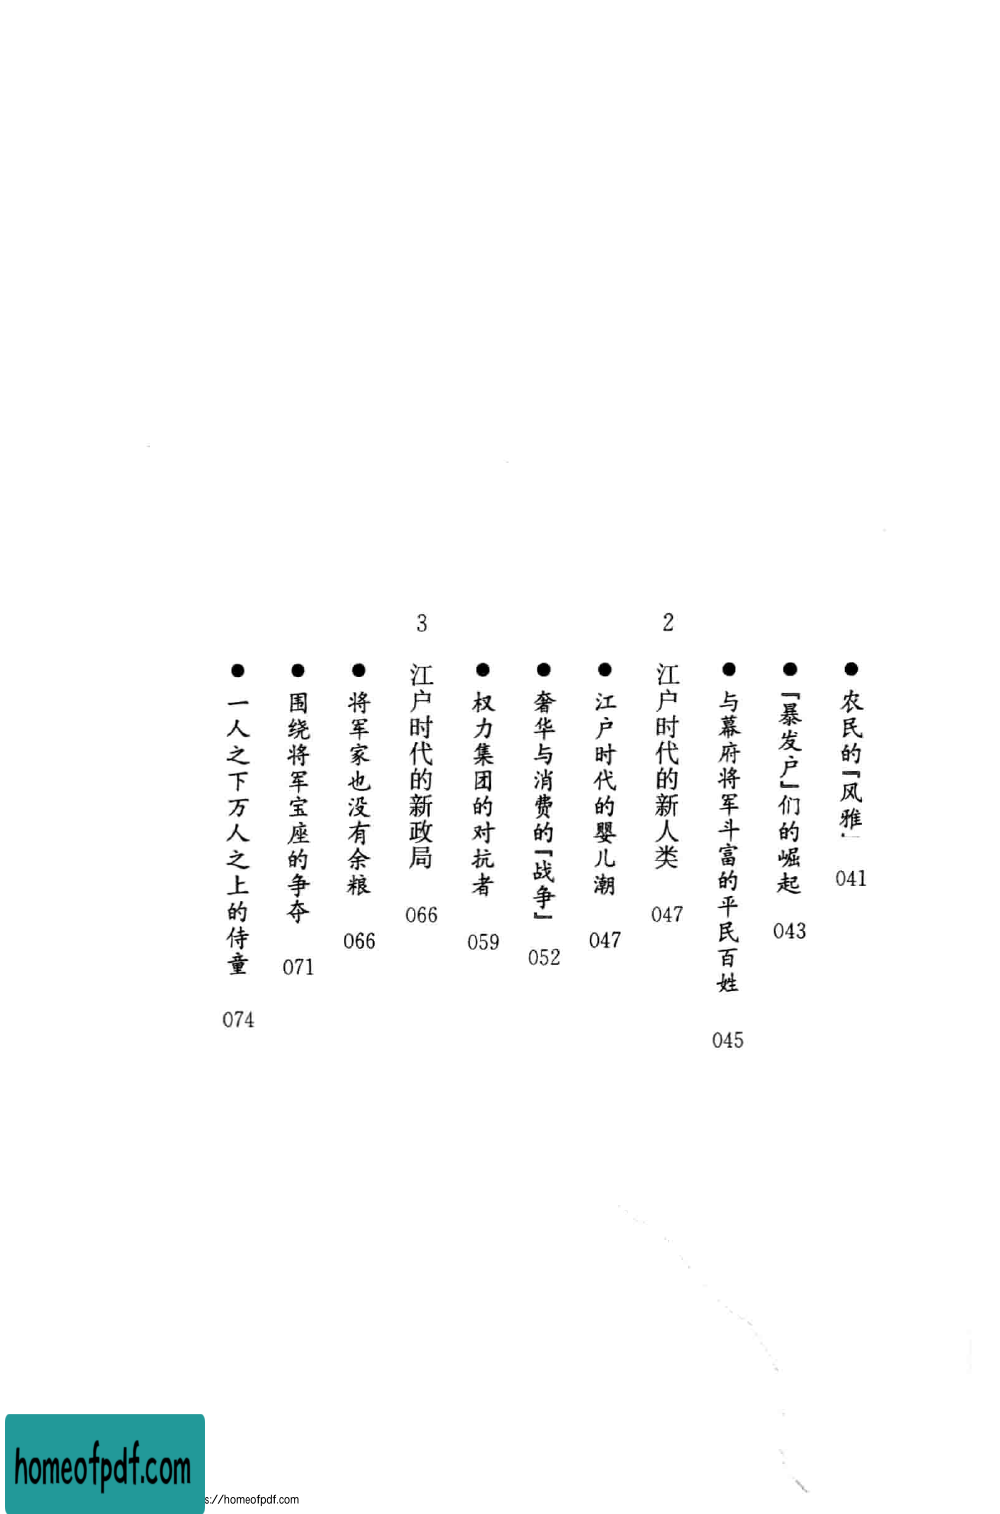 ● 农民的『风雅』 041
● 『暴发户』们的崛起 043
● 与幕府将军斗富的平民百姓 045
2 江户时代的新人类 047
● 江户时代的婴儿潮 047
● 奢华与消费的『战争』 052
● 权力集团的对抗者 059
3 江户时代的新政局 066
● 将军家也没有余粮 066
● 围绕将军宝座的争夺 071
● 一人之下万人之上的侍童 074
homeofpdf.com
s://homeofpdf.com